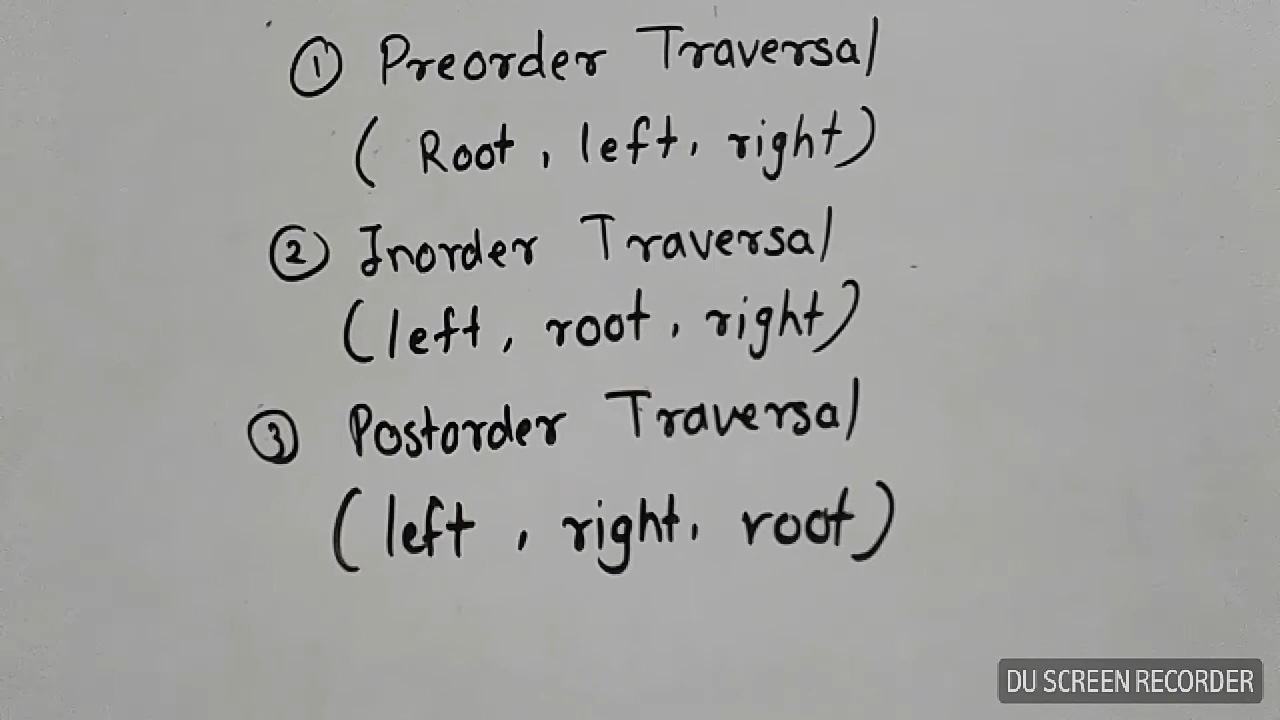 ① Preorder Traversal
( Root, left, right)
② Inorder Traversal
(left, root, right)
③ Postorder Traversal
(left, right, root)
DU SCREEN RECORDER